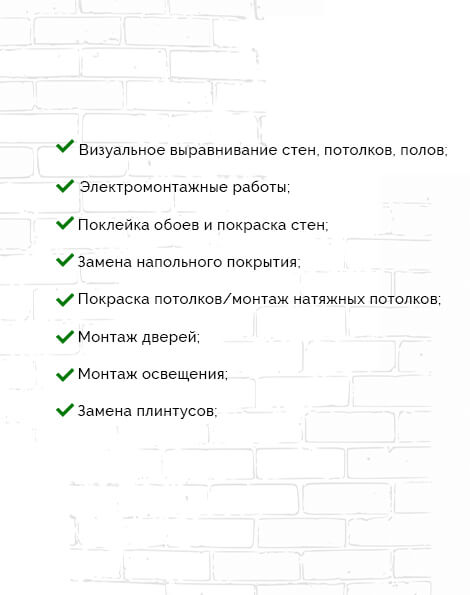 Визуальное выравнивание стен, потолков, полов;
Электромонтажные работы;
Поклейка обоев и покраска стен;
Замена напольного покрытия;
Покраска потолков/монтаж натяжных потолков;
Монтаж дверей;
Монтаж освещения;
Замена плинтусов;